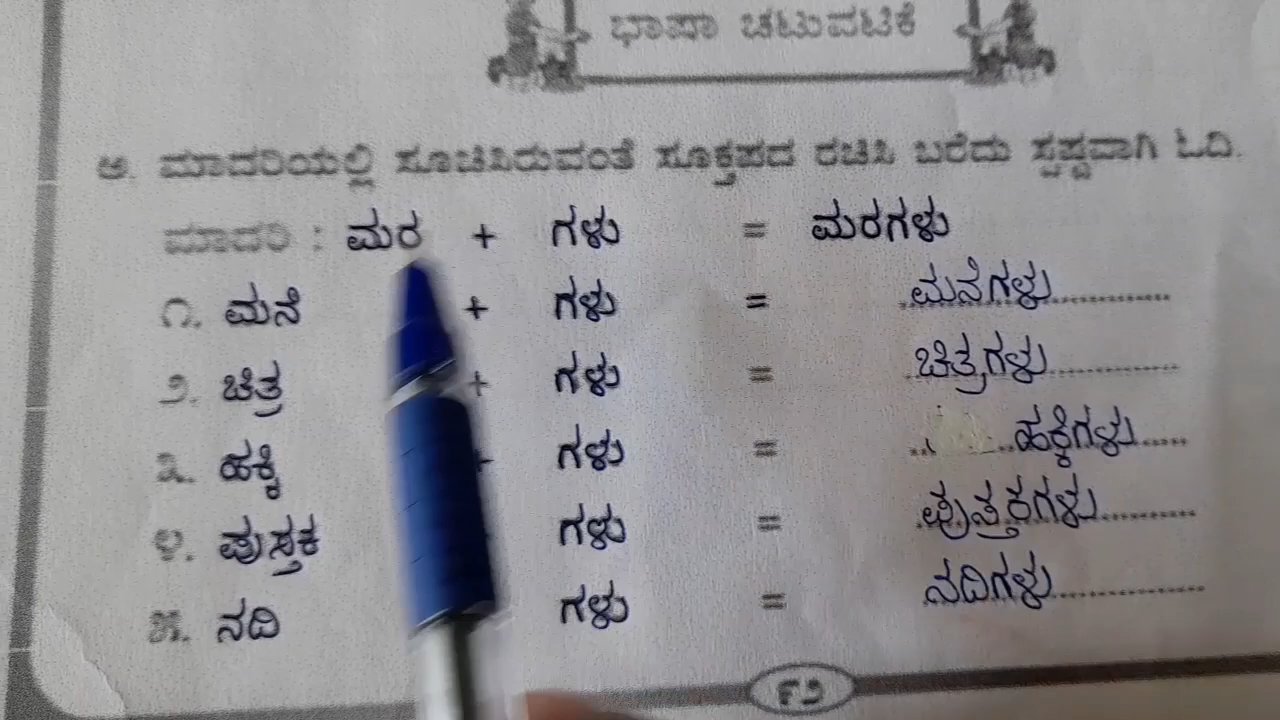 ಭಾಷಾ ಚಟುವಟಿಕೆ
ಅ. ಮಾದರಿಯಲ್ಲಿ ಸೂಚಿಸಿರುವಂತೆ ಸೂಕ್ತಪದ ರಚಿಸಿ ಬರೆದು ಸ್ಪಷ್ಟವಾಗಿ ಓದಿ.
ಮಾದರಿ : ಮರ + ಗಳು = ಮರಗಳು
೧. ಮನೆ + ಗಳು = ಮನೆಗಳು
೨. ಚಿತ್ರ + ಗಳು = ಚಿತ್ರಗಳು
೩. ಹಕ್ಕಿ + ಗಳು = ಹಕ್ಕಿಗಳು
೪. ಪುಸ್ತಕ ಗಳು = ಪುಸ್ತಕಗಳು
೫. ನದಿ ಗಳು = ನದಿಗಳು
೯೨